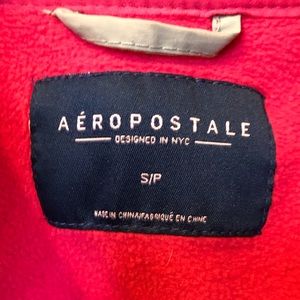 AÉROPOSTALE
DESIGNED IN NYC
S/P
MADE IN CHINA/FABRIQUÉ EN CHINE